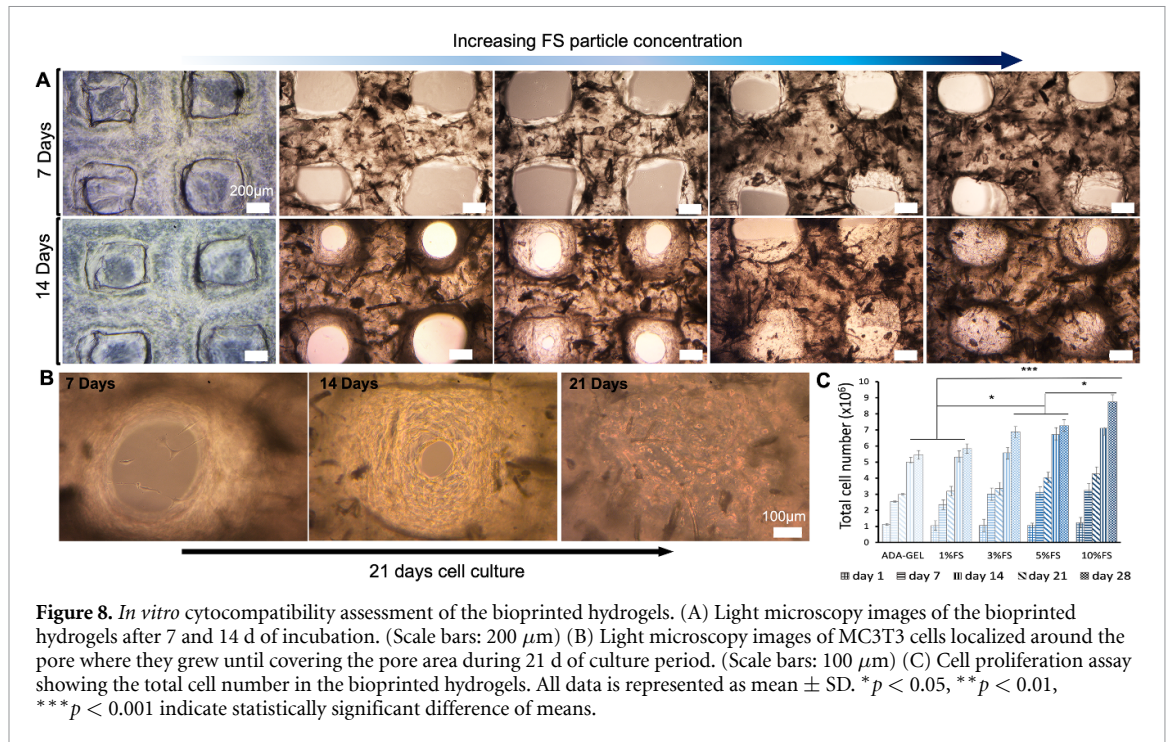 Increasing FS particle concentration
A
7 Days
200μm
14 Days
B
7 Days
14 Days
21 Days
100μm
21 days cell culture
C
Total cell number (x10⁶)
10
9
8
7
6
5
4
3
2
1
0
***
*
*
ADA-GEL 1%FS 3%FS 5%FS 10%FS
day 1 day 7 day 14 day 21 day 28
Figure 8. In vitro cytocompatibility assessment of the bioprinted hydrogels. (A) Light microscopy images of the bioprinted
hydrogels after 7 and 14 d of incubation. (Scale bars: 200 μm) (B) Light microscopy images of MC3T3 cells localized around the
pore where they grew until covering the pore area during 21 d of culture period. (Scale bars: 100 μm) (C) Cell proliferation assay
showing the total cell number in the bioprinted hydrogels. All data is represented as mean ± SD. *p < 0.05, **p < 0.01,
***p < 0.001 indicate statistically significant difference of means.